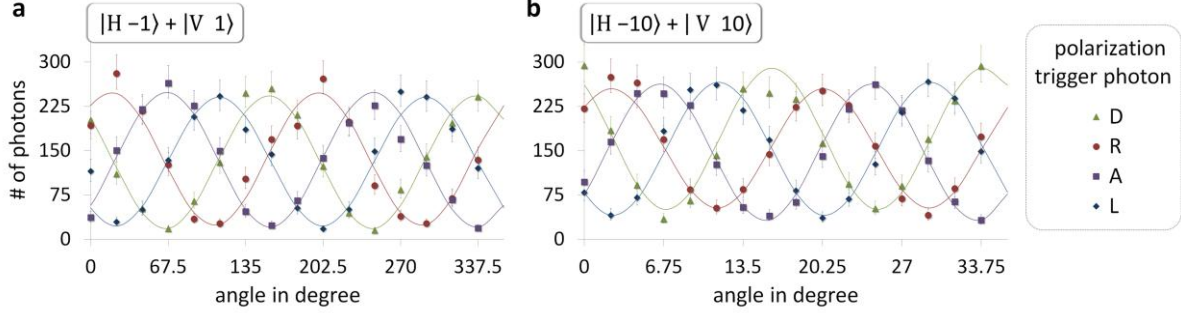 a
|H −1⟩ + |V 1⟩
# of photons
300
225
150
75
0
0 67.5 135 202.5 270 337.5
angle in degree
b
|H −10⟩ + | V 10⟩
300
225
150
75
0
0 6.75 13.5 20.25 27 33.75
angle in degree
polarization
trigger photon
D
R
A
L